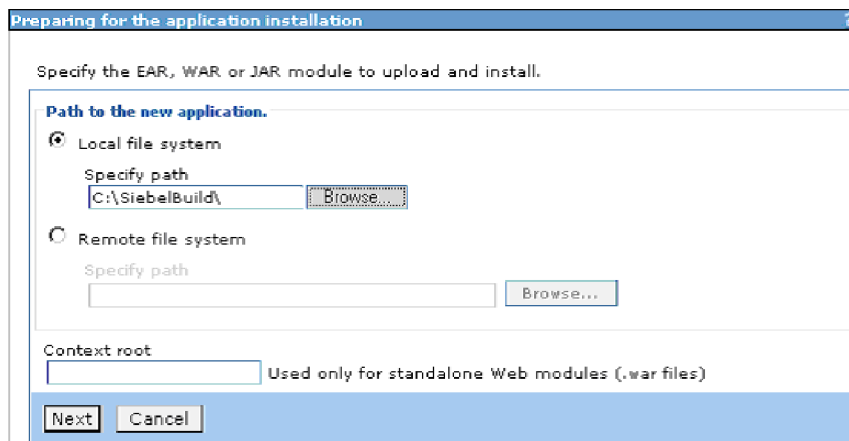 Preparing for the application installation
?
Specify the EAR, WAR or JAR module to upload and install.
Path to the new application.
Local file system
Specify path
C:\SiebelBuild\ Browse...
Remote file system
Specify path
Browse...
Context root
Used only for standalone Web modules (.war files)
Next Cancel